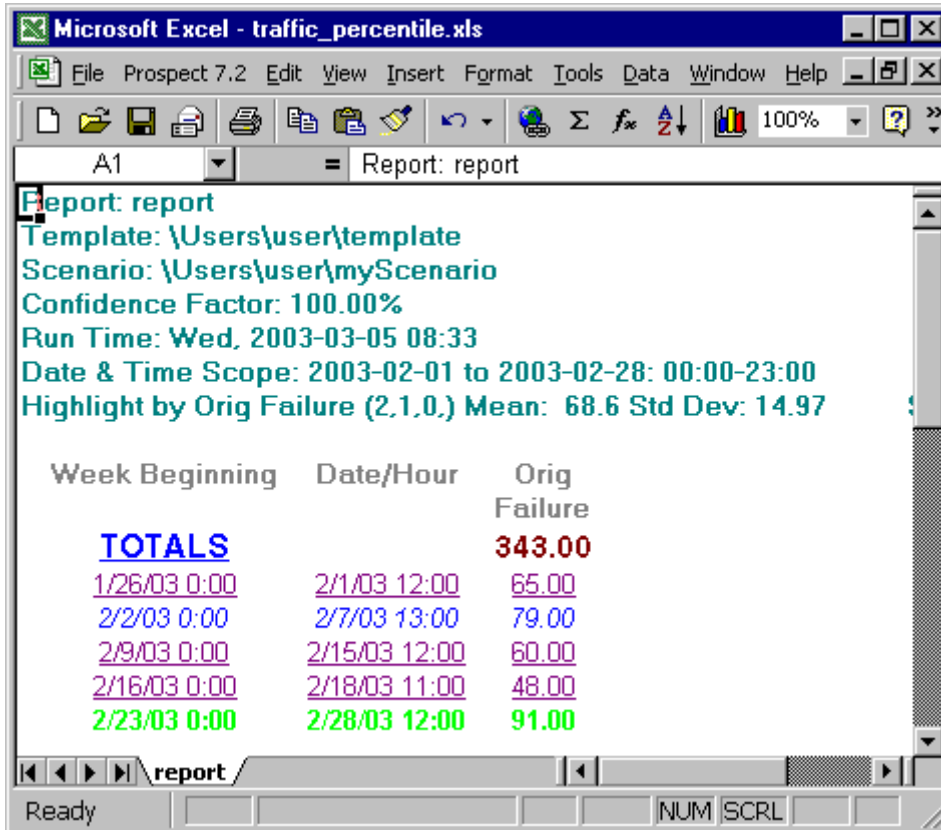 Microsoft Excel - traffic_percentile.xls
File Prospect 7.2 Edit View Insert Format Tools Data Window Help
100%
A1 = Report: report
Report: report
Template: \Users\user\template
Scenario: \Users\user\myScenario
Confidence Factor: 100.00%
Run Time: Wed, 2003-03-05 08:33
Date & Time Scope: 2003-02-01 to 2003-02-28: 00:00-23:00
Highlight by Orig Failure (2,1,0,) Mean:  68.6 Std Dev: 14.97
Week Beginning Date/Hour Orig
Failure
TOTALS 343.00
1/26/03 0:00 2/1/03 12:00 65.00
2/2/03 0:00 2/7/03 13:00 79.00
2/9/03 0:00 2/15/03 12:00 60.00
2/16/03 0:00 2/18/03 11:00 48.00
2/23/03 0:00 2/28/03 12:00 91.00
report
Ready NUM SCRL